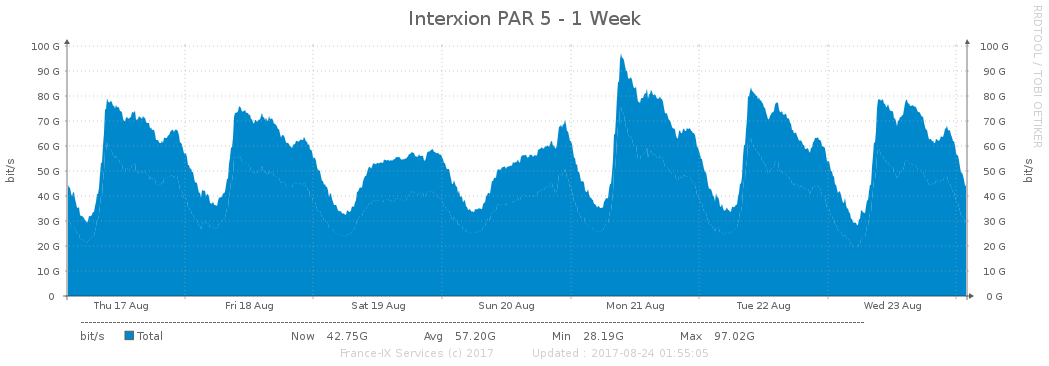 Interxion PAR 5 - 1 Week
RRDTOOL / TOBI OETIKER
bit/s
bit/s
100 G 100 G
90 G 90 G
80 G 80 G
70 G 70 G
60 G 60 G
50 G 50 G
40 G 40 G
30 G 30 G
20 G 20 G
10 G 10 G
0 0 G
Thu 17 Aug Fri 18 Aug Sat 19 Aug Sun 20 Aug Mon 21 Aug Tue 22 Aug Wed 23 Aug
bit/s Total Now 42.75G Avg 57.20G Min 28.19G Max 97.02G
France-IX Services (c) 2017 Updated : 2017-08-24 01:55:05